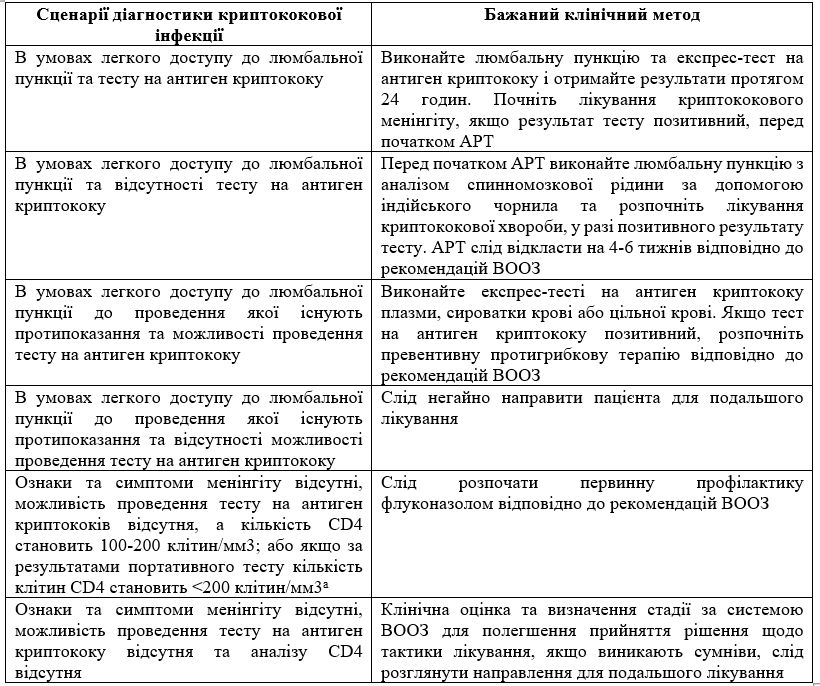 Сценарії діагностики криптококової
інфекції
Бажаний клінічний метод
В умовах легкого доступу до люмбальної
пункції та тесту на антиген криптококу
Виконайте люмбальну пункцію та експрес-тест на
антиген криптококу і отримайте результати протягом
24 годин. Почніть лікування криптококового
менінгіту, якщо результат тесту позитивний, перед
початком АРТ
В умовах легкого доступу до люмбальної
пункції та відсутності тесту на антиген
криптококу
Перед початком АРТ виконайте люмбальну пункцію з
аналізом спинномозкової рідини за допомогою
індійського чорнила та розпочніть лікування
криптококової хвороби, у разі позитивного результату
тесту. АРТ слід відкласти на 4-6 тижнів відповідно до
рекомендацій ВООЗ
В умовах легкого доступу до люмбальної
пункції до проведення якої існують
протипоказання та можливості проведення
тесту на антиген криптококу
Виконайте експрес-тесті на антиген криптококу
плазми, сироватки крові або цільної крові. Якщо тест
на антиген криптококу позитивний, розпочніть
превентивну протигрибкову терапію відповідно до
рекомендацій ВООЗ
В умовах легкого доступу до люмбальної
пункції до проведення якої існують
протипоказання та відсутності можливості
проведення тесту на антиген криптококу
Слід негайно направити пацієнта для подальшого
лікування
Ознаки та симптоми менінгіту відсутні,
можливість проведення тесту на антиген
криптококів відсутня, а кількість CD4
становить 100-200 клітин/мм3; або якщо за
результатами портативного тесту кількість
клітин CD4 становить <200 клітин/мм3ª
Слід розпочати первинну профілактику
флуконазолом відповідно до рекомендацій ВООЗ
Ознаки та симптоми менінгіту відсутні,
можливість проведення тесту на антиген
криптококу відсутня та аналізу CD4
відсутня
Клінічна оцінка та визначення стадії за системою
ВООЗ для полегшення прийняття рішення щодо
тактики лікування, якщо виникають сумніви, слід
розглянути направлення для подальшого лікування